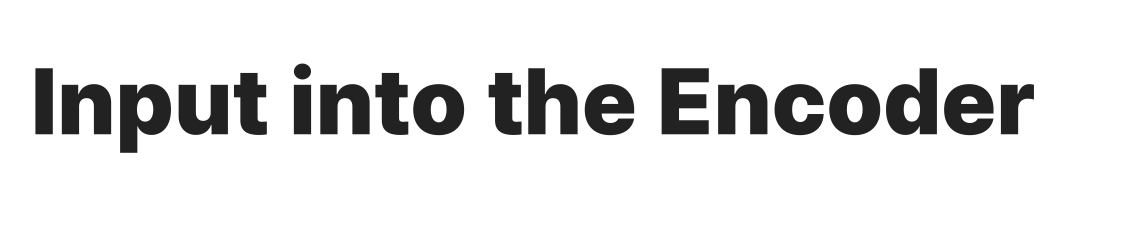 Input into the Encoder